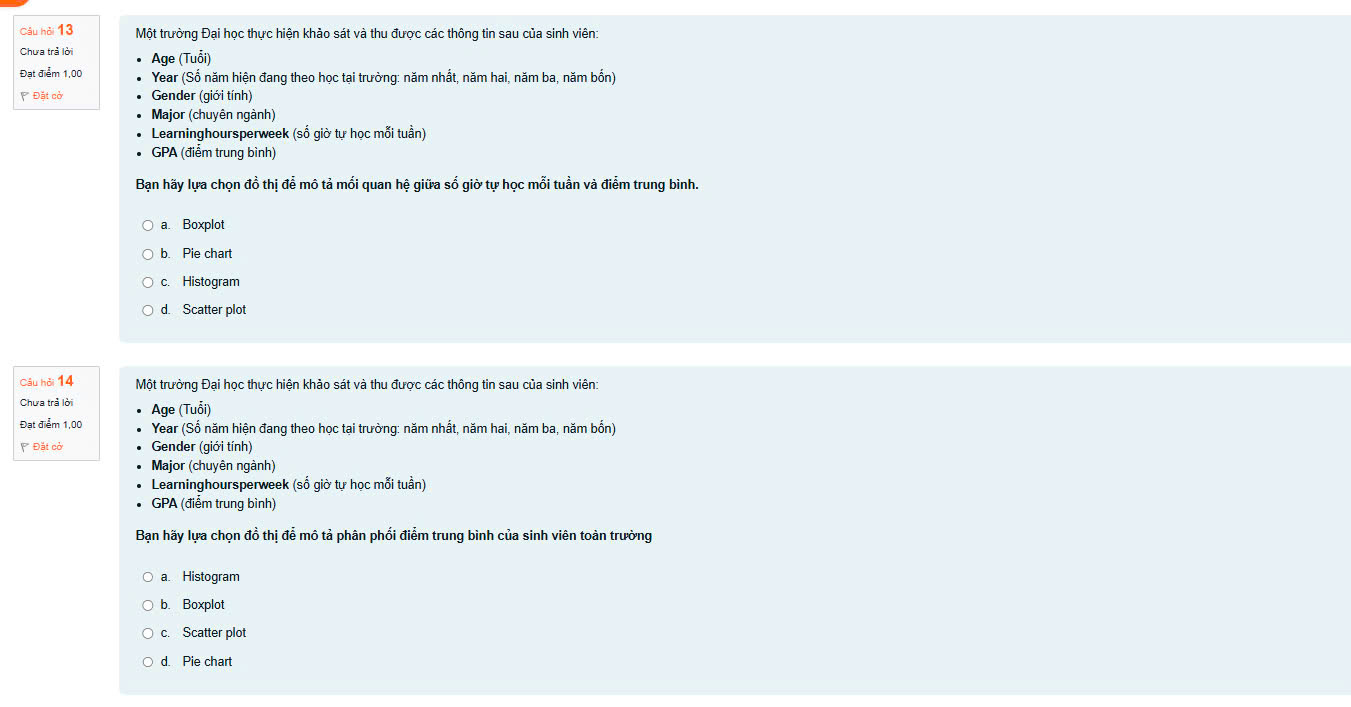 Câu hỏi 13
Chưa trả lời
Đạt điểm 1,00
Đặt cờ
Một trường Đại học thực hiện khảo sát và thu được các thông tin sau của sinh viên:
• Age (Tuổi)
• Year (Số năm hiện đang theo học tại trường: năm nhất, năm hai, năm ba, năm bốn)
• Gender (giới tính)
• Major (chuyên ngành)
• Learninghoursperweek (số giờ tự học mỗi tuần)
• GPA (điểm trung bình)
Bạn hãy lựa chọn đồ thị để mô tả mối quan hệ giữa số giờ tự học mỗi tuần và điểm trung bình.
a. Boxplot
b. Pie chart
c. Histogram
d. Scatter plot
Câu hỏi 14
Chưa trả lời
Đạt điểm 1,00
Đặt cờ
Một trường Đại học thực hiện khảo sát và thu được các thông tin sau của sinh viên:
• Age (Tuổi)
• Year (Số năm hiện đang theo học tại trường: năm nhất, năm hai, năm ba, năm bốn)
• Gender (giới tính)
• Major (chuyên ngành)
• Learninghoursperweek (số giờ tự học mỗi tuần)
• GPA (điểm trung bình)
Bạn hãy lựa chọn đồ thị để mô tả phân phối điểm trung bình của sinh viên toàn trường
a. Histogram
b. Boxplot
c. Scatter plot
d. Pie chart